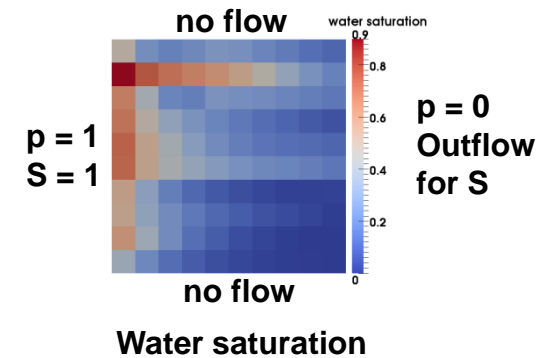 no flow
water saturation
0.9
0.8
0.6
0.4
0.2
0
p = 1
S = 1
p = 0
Outflow
for S
no flow
Water saturation